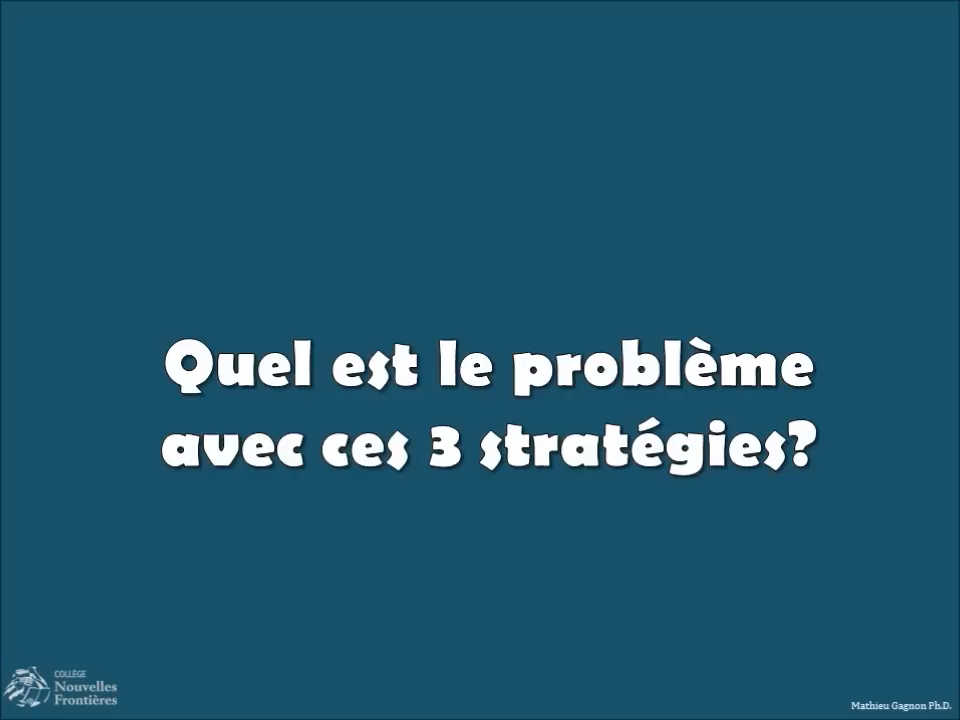 Quel est le problème
avec ces 3 stratégies?
COLLÈGE
Nouvelles
Frontières
Mathieu Gagnon Ph.D.